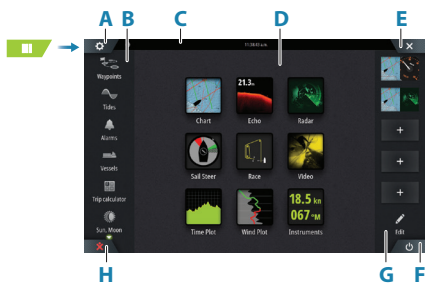 A B C D E
11:38:41 a.m.
Waypoints
Tides
Alarms
Vessels
Trip calculator
Sun, Moon
21.3
Chart Echo Radar
Sail Steer Race Video
18.5 kn
067 °M
Time Plot Wind Plot Instruments
+
+
+
Edit
H G F